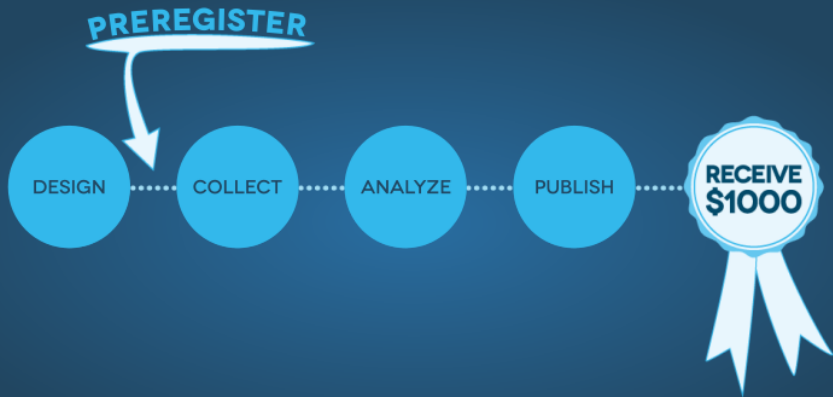 PREREGISTER
DESIGN
COLLECT
ANALYZE
PUBLISH
RECEIVE
$1000